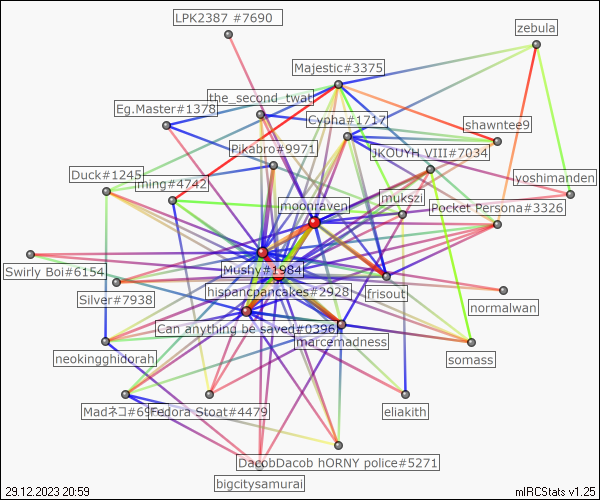 LPK2387 #7690
zebula
Majestic#3375
the_second_twat
Eg.Master#1378
Cypha#1717
shawntee9
Pikabro#9971
JKOUYH VIII#7034
Duck#1245
ming#4742
yoshimanden
mukszi
moonraven
Pocket Persona#3326
Mushy#1984
Swirly Boi#6154
hispancpancakes#2928
frisout
Silver#7938
normalwan
Can anything be saved#0396
marcemadness
neokingghidorah
somass
Madネコ#69
Fedora Stoat#4479
eliakith
DacobDacob hORNY police#5271
bigcitysamurai
29.12.2023 20:59
mIRCStats v1.25